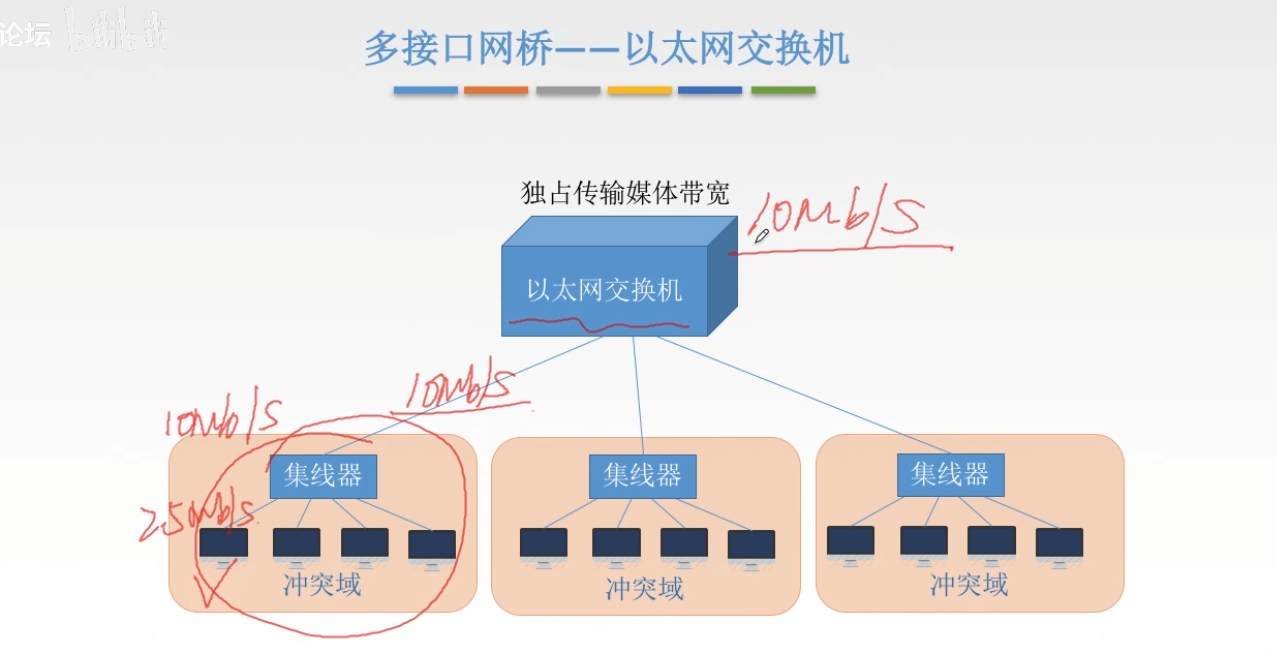 论坛 bilibili
多接口网桥——以太网交换机
独占传输媒体带宽
10Mb/s
以太网交换机
10Mb/s
10Mb/s
集线器 集线器 集线器
2.5Mb/s
冲突域 冲突域 冲突域